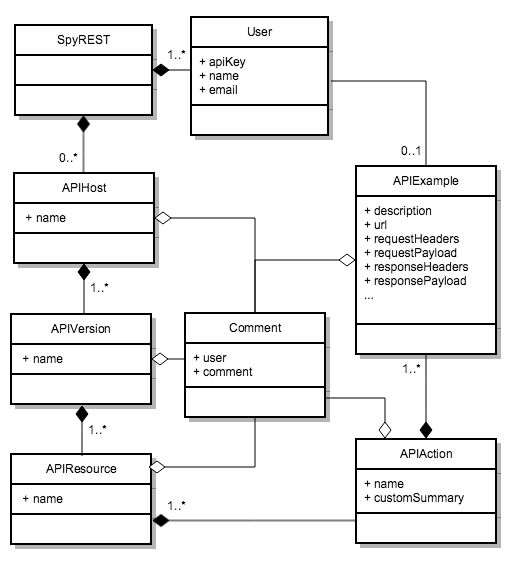 SpyREST
User
+ apiKey
+ name
+ email
1..*
0..*
0..1
APIHost
+ name
APIExample
+ description
+ url
+ requestHeaders
+ requestPayload
+ responseHeaders
+ responsePayload
...
1..*
APIVersion
+ name
Comment
+ user
+ comment
1..*
1..*
APIResource
+ name
1..*
APIAction
+ name
+ customSummary